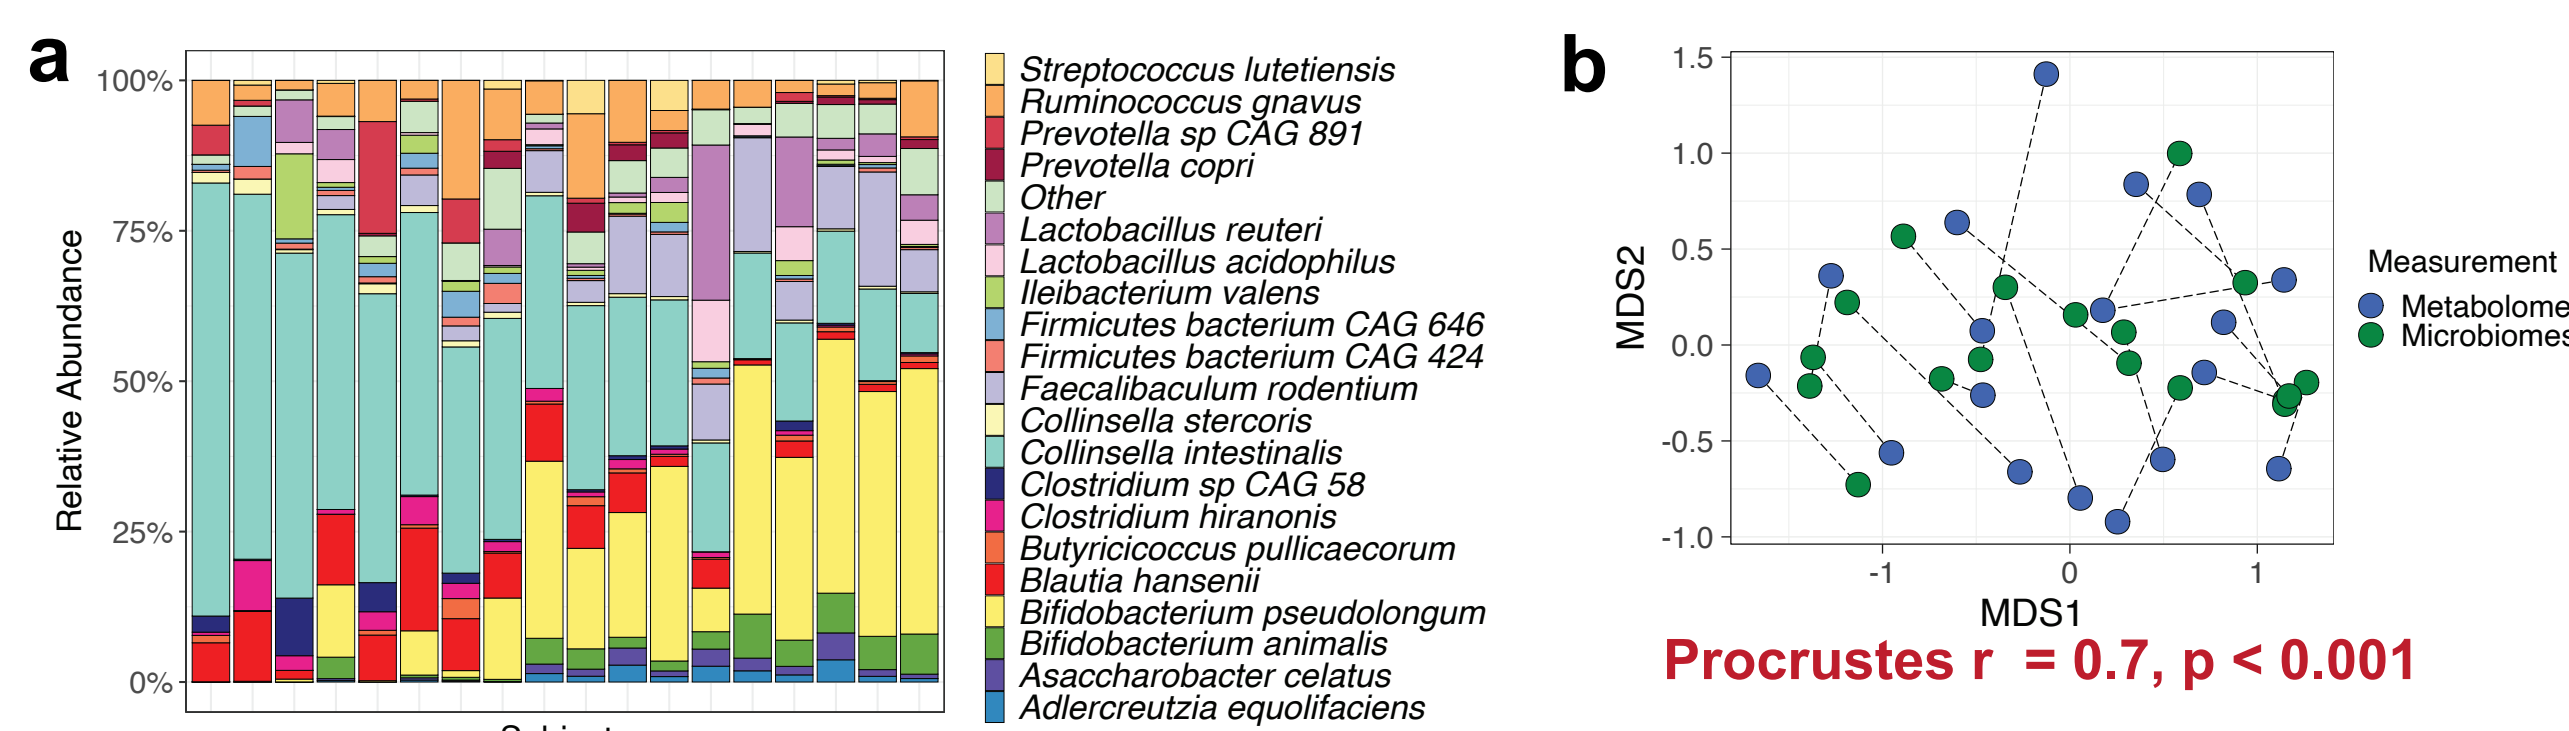 a
100%
75%
50%
25%
0%
Relative Abundance
Streptococcus lutetiensis
Ruminococcus gnavus
Prevotella sp CAG 891
Prevotella copri
Other
Lactobacillus reuteri
Lactobacillus acidophilus
Ileibacterium valens
Firmicutes bacterium CAG 646
Firmicutes bacterium CAG 424
Faecalibaculum rodentium
Collinsella stercoris
Collinsella intestinalis
Clostridium sp CAG 58
Clostridium hiranonis
Butyricicoccus pullicaecorum
Blautia hansenii
Bifidobacterium pseudolongum
Bifidobacterium animalis
Asaccharobacter celatus
Adlercreutzia equolifaciens
b
1.5
1.0
0.5
0.0
-0.5
-1.0
MDS2
-1 0 1
MDS1
Measurement
Metabolome
Microbiomes
Procrustes r = 0.7, p < 0.001